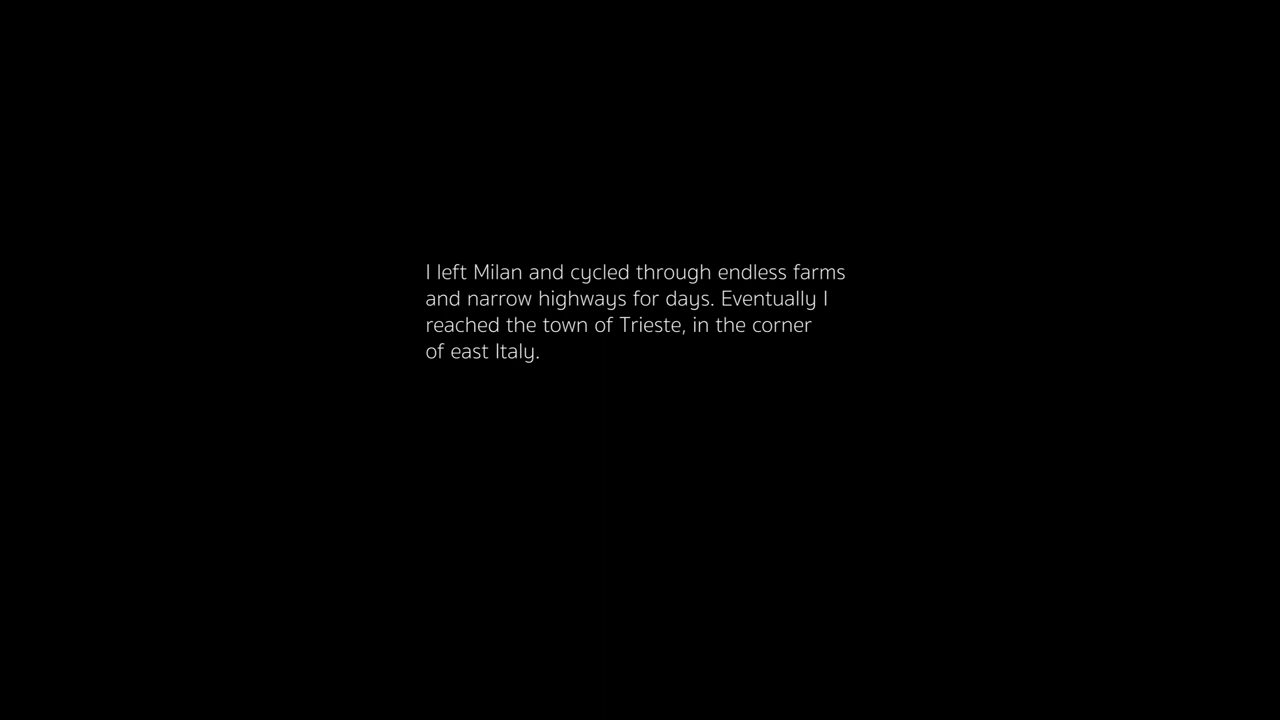 I left Milan and cycled through endless farms
and narrow highways for days. Eventually I
reached the town of Trieste, in the corner
of east Italy.